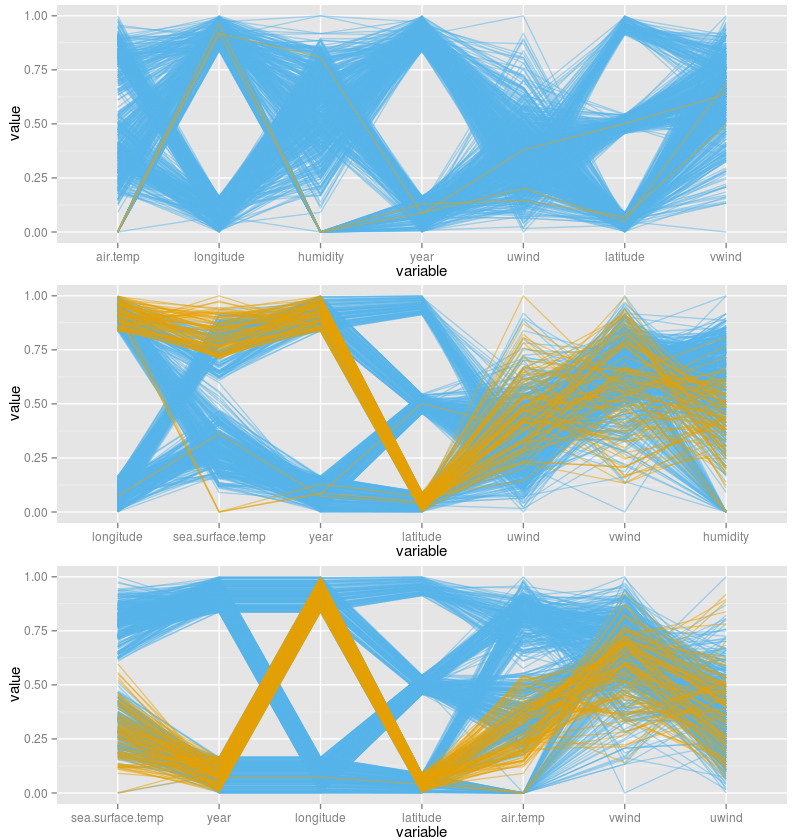 1.00
0.75
0.50
0.25
0.00
value
air.temp longitude humidity year uwind latitude vwind
variable
1.00
0.75
0.50
0.25
0.00
value
longitude sea.surface.temp year latitude uwind vwind humidity
variable
1.00
0.75
0.50
0.25
0.00
value
sea.surface.temp year longitude latitude air.temp vwind uwind
variable